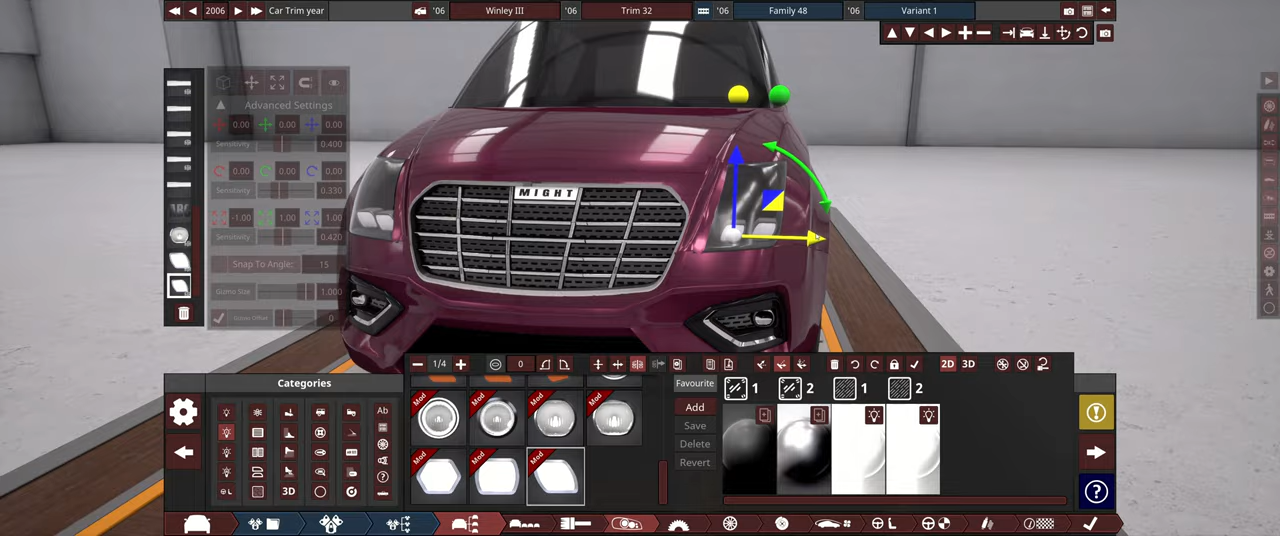 2006 Car Trim year '06 Winley III '06 Trim 32 '06 Family 48 '06 Variant 1
Advanced Settings
0.00 0.00 0.00
Sensitivity 0.400
0.00 0.00 0.00
Sensitivity 0.330
-1.00 1.00 1.00
Sensitivity 0.420
Snap To Angle: 15
Gizmo Size 1.000
Gizmo Offset 0
MIGHT
1/4 0 2D 3D
Categories
Ab
3D
Mod Mod Mod Mod
Mod Mod Mod
Favourite
Add
Save
Delete
Revert
1 2 1 2